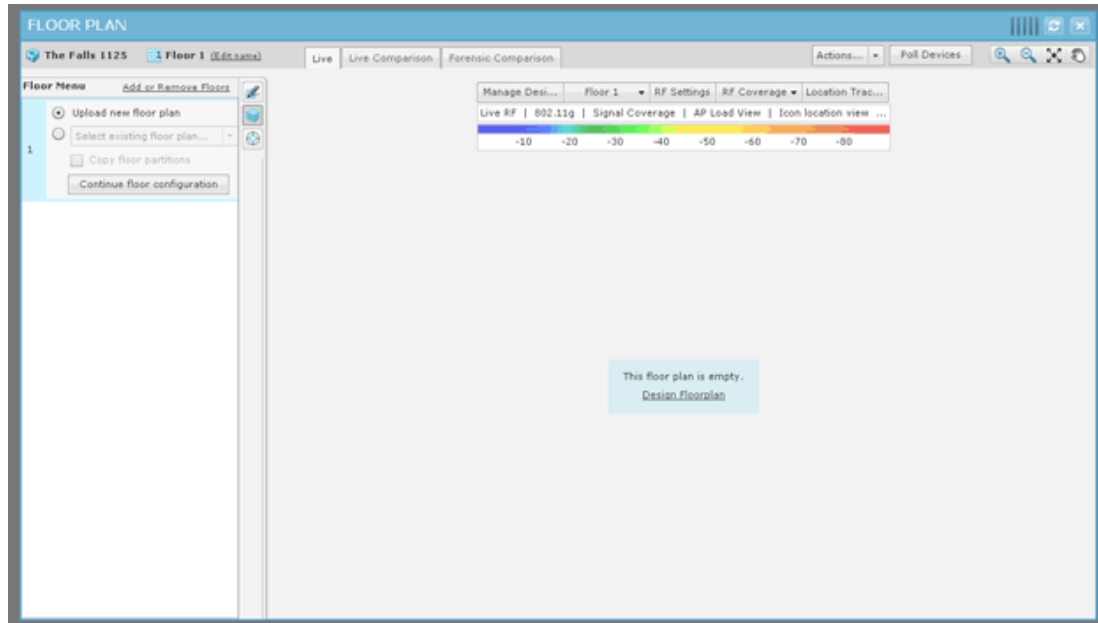 FLOOR PLAN
The Falls 1125 1 Floor 1 (Edit name) Live Live Comparison Forensic Comparison Actions... Poll Devices
Floor Menu Add or Remove Floors
Upload new floor plan
Select existing floor plan...
1
Copy floor partitions
Continue floor configuration
Manage Desi... Floor 1 RF Settings RF Coverage Location Trac...
Live RF | 802.11g | Signal Coverage | AP Load View | Icon location view ...
-10 -20 -30 -40 -50 -60 -70 -80
This floor plan is empty.
Design Floorplan